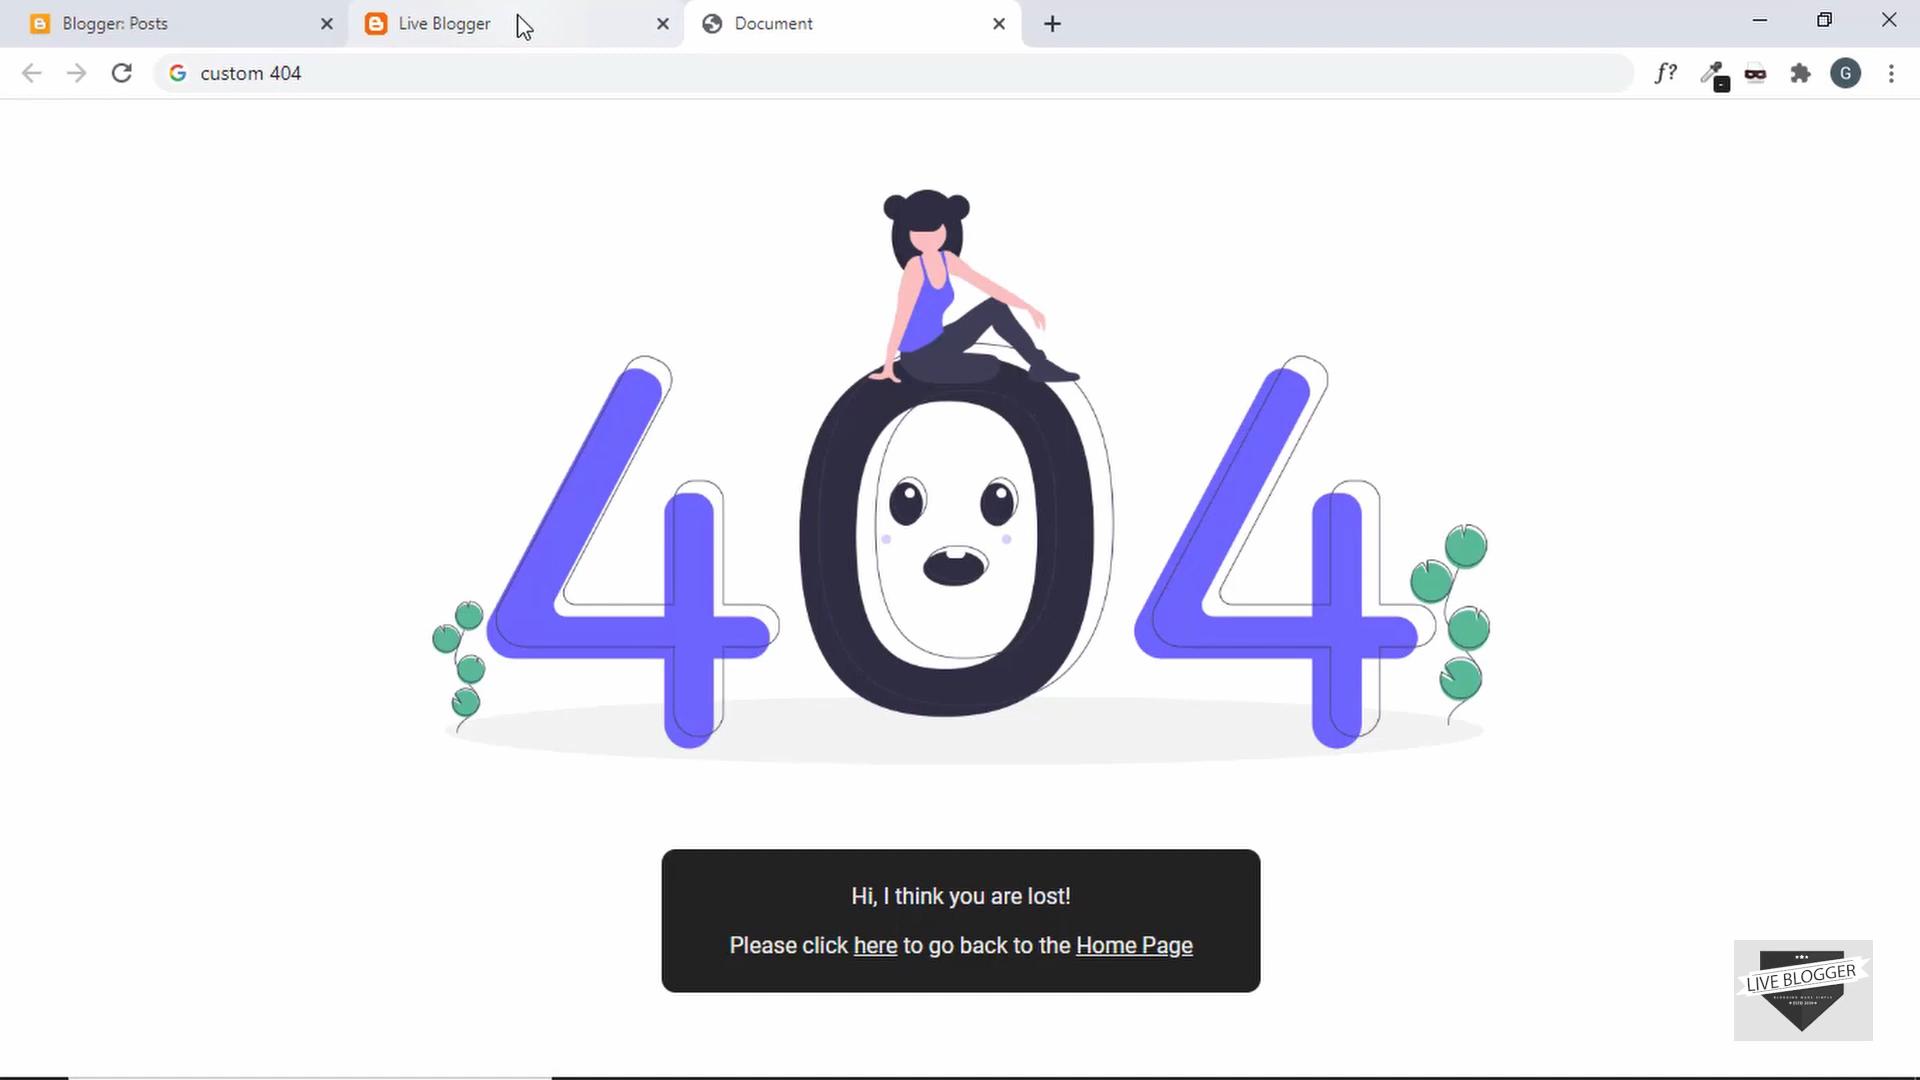 Blogger: Posts
Live Blogger
Document
custom 404
f?
G
404
Hi, I think you are lost!
Please click here to go back to the Home Page
LIVE BLOGGER